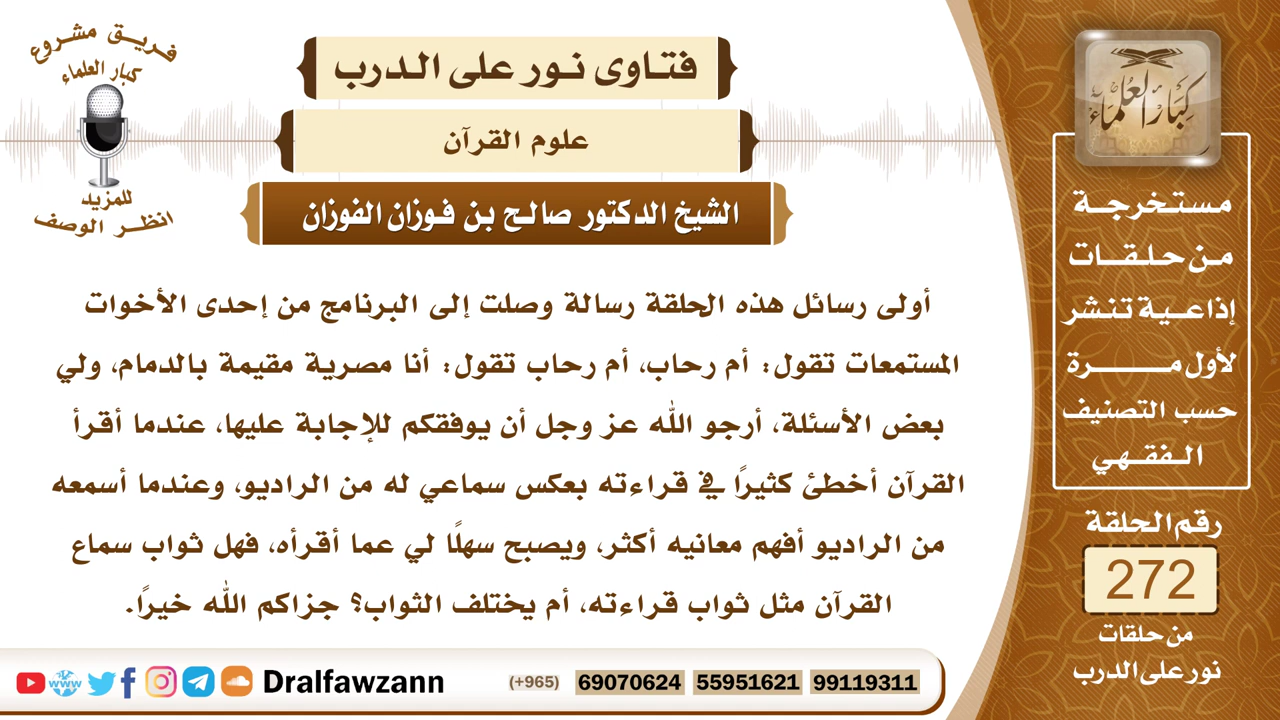 فريق مشروع
كبار العلماء
للمزيد
انظر الوصف
فتاوى نور على الدرب
علوم القرآن
الشيخ الدكتور صالح بن فوزان الفوزان
أولى رسائل هذه الحلقة رسالة وصلت إلى البرنامج من إحدى الأخوات
المستمعات تقول: أم رحاب، أم رحاب تقول: أنا مصرية مقيمة بالدمام، ولي
بعض الأسئلة، أرجو الله عز وجل أن يوفقكم للإجابة عليها، عندما أقرأ
القرآن أخطئ كثيرًا في قراءته بعكس سماعي له من الراديو، وعندما أسمعه
من الراديو أفهم معانيه أكثر، ويصبح سهلًا لي عما أقرأه، فهل ثواب سماع
القرآن مثل ثواب قراءته، أم يختلف الثواب؟ جزاكم الله خيرًا.
كبار العلماء
مستخرجة
من حلقات
إذاعية تنشر
لأول مرة
حسب التصنيف
الفقهي
رقم الحلقة
272
من حلقات
نور على الدرب
www
Dralfawzann
(+965) 69070624 55951621 99119311